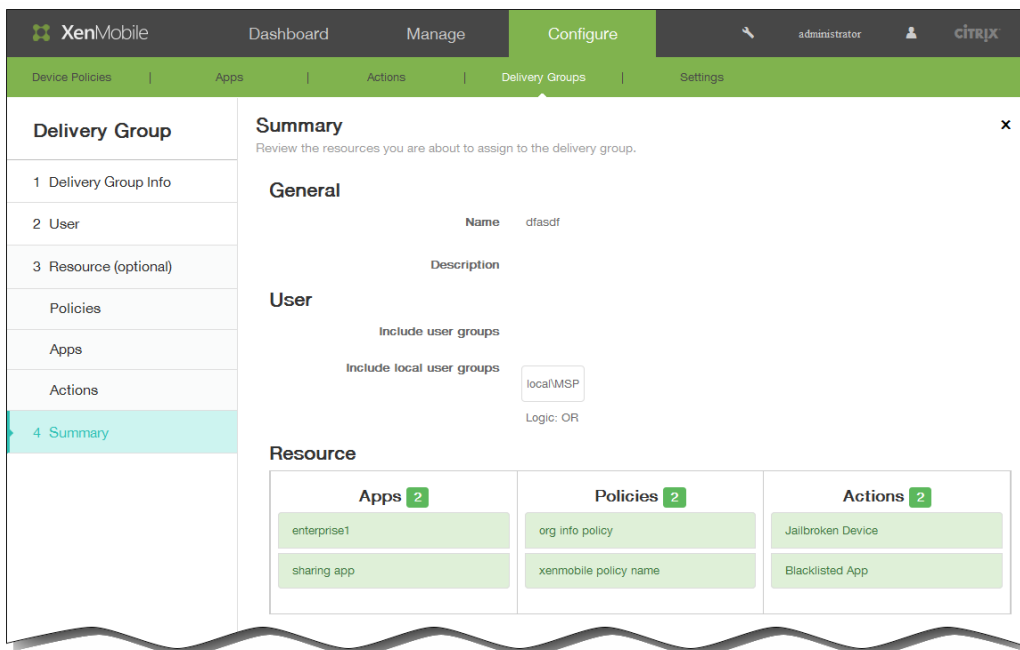 XenMobile Dashboard Manage Configure administrator CITRIX
Device Policies | Apps | Actions | Delivery Groups | Settings
Delivery Group
1 Delivery Group Info
2 User
3 Resource (optional)
Policies
Apps
Actions
4 Summary
Summary
Review the resources you are about to assign to the delivery group.
General
Name dfasdf
Description
User
Include user groups
Include local user groups local\MSP
Logic: OR
Resource
Apps 2 Policies 2 Actions 2
enterprise1 org info policy Jailbroken Device
sharing app xenmobile policy name Blacklisted App